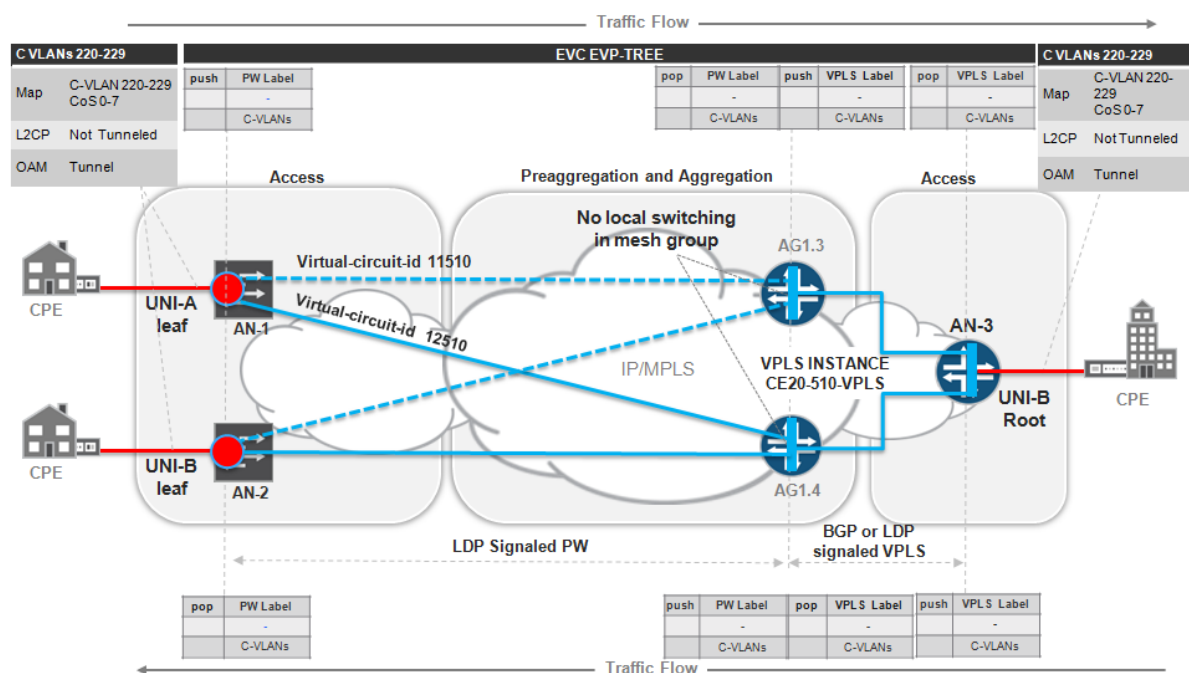 Traffic Flow
C VLANs 220-229
EVC EVP-TREE
C VLANs 220-229
Map
C-VLAN 220-229
CoS 0-7
L2CP
Not Tunneled
OAM
Tunnel
push
PW Label
-
C-VLANs
pop
PW Label
push
VPLS Label
-
-
C-VLANs
C-VLANs
pop
VPLS Label
-
C-VLANs
Map
C-VLAN 220-
229
CoS 0-7
L2CP
Not Tunneled
OAM
Tunnel
Access
Preaggregation and Aggregation
Access
No local switching
in mesh group
AG1.3
Virtual-circuit-id 11510
CPE
UNI-A
leaf
AN-1
Virtual-circuit-id 12510
IP/MPLS
VPLS INSTANCE
CE20-510-VPLS
AN-3
UNI-B
Root
CPE
CPE
UNI-B
leaf
AN-2
AG1.4
LDP Signaled PW
BGP or LDP
signaled VPLS
pop
PW Label
-
C-VLANs
push
PW Label
pop
VPLS Label
-
-
C-VLANs
C-VLANs
push
VPLS Label
-
C-VLANs
Traffic Flow